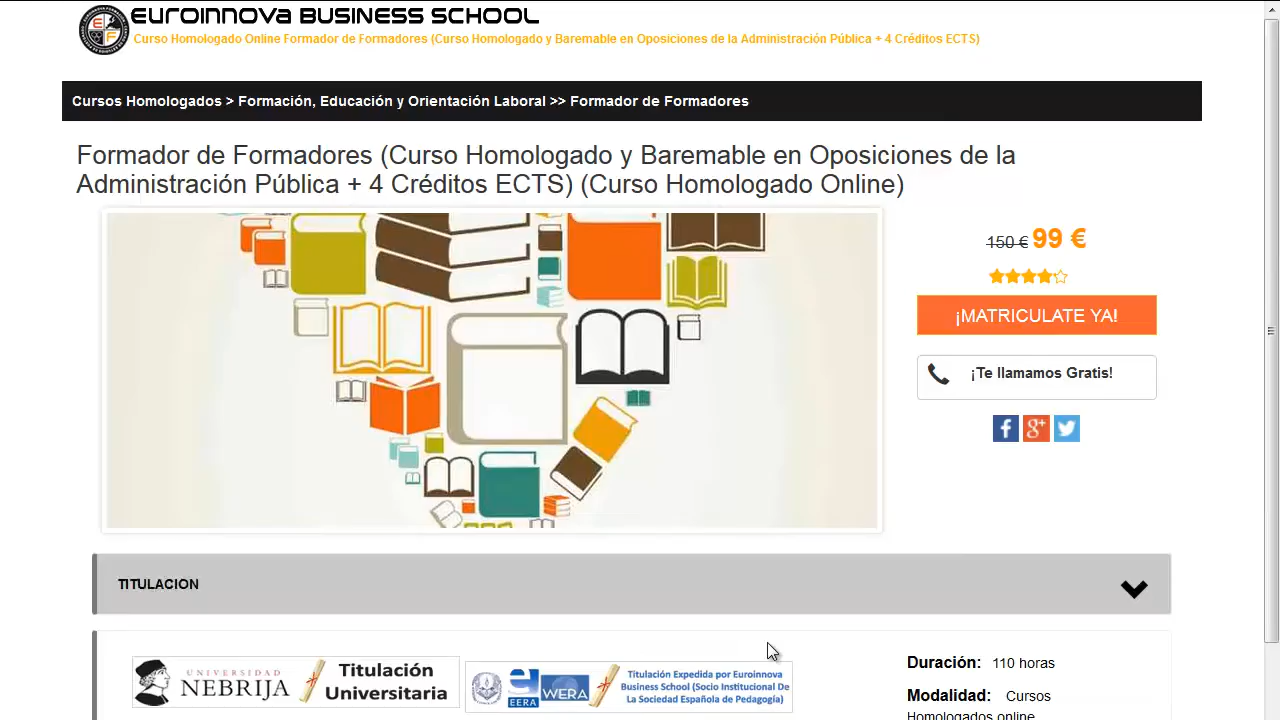 EUROINNOVA BUSINESS SCHOOL
Curso Homologado Online Formador de Formadores (Curso Homologado y Baremable en Oposiciones de la Administración Pública + 4 Créditos ECTS)
Cursos Homologados > Formación, Educación y Orientación Laboral >> Formador de Formadores
Formador de Formadores (Curso Homologado y Baremable en Oposiciones de la
Administración Pública + 4 Créditos ECTS) (Curso Homologado Online)
150 € 99 €
¡MATRICULATE YA!
¡Te llamamos Gratis!
TITULACION
UNIVERSIDAD
NEBRIJA
Titulación
Universitaria
EERA
WERA
Titulación Expedida por Euroinnova
Business School (Socio Institucional De
La Sociedad Española de Pedagogía)
Duración: 110 horas
Modalidad: Cursos
Homologados online